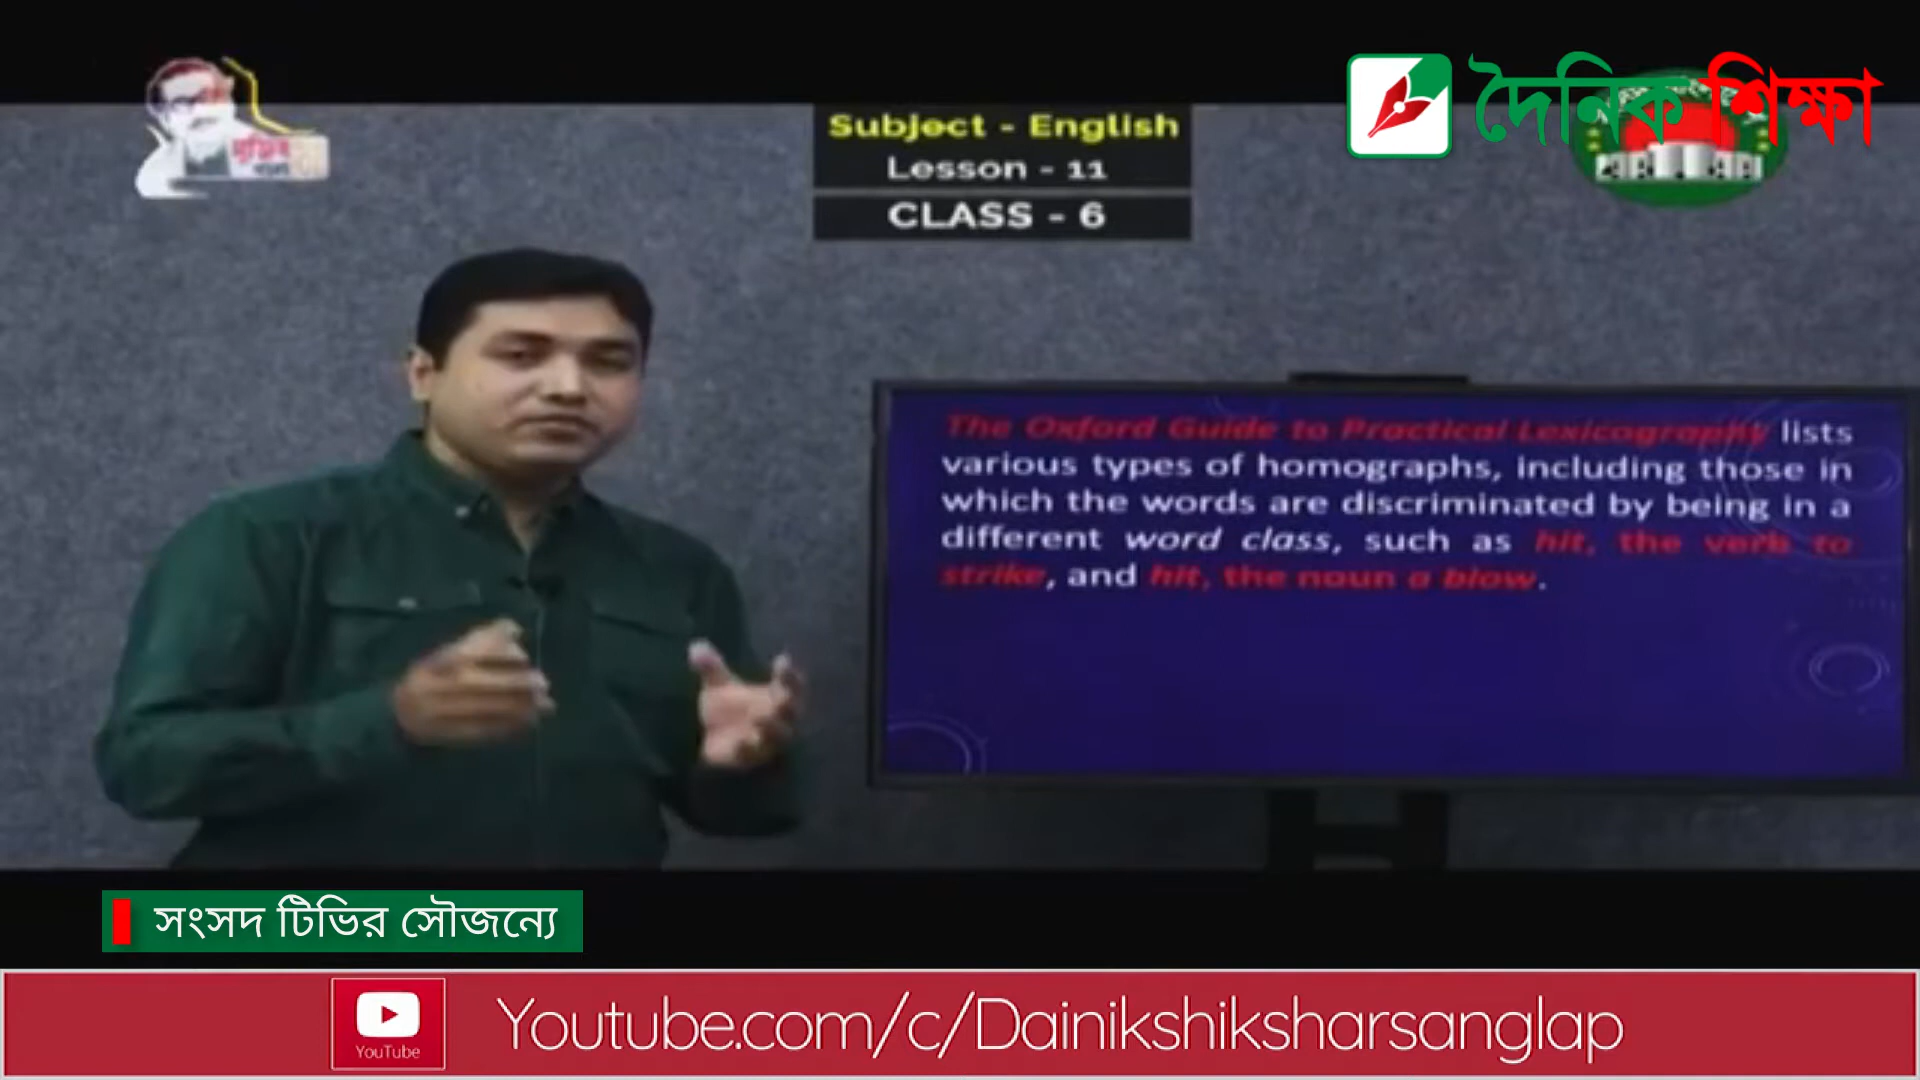 দৈনিক শিক্ষা
Subject - English
Lesson - 11
CLASS - 6
The Oxford Guide to Practical Lexicography lists
various types of homographs, including those in
which the words are discriminated by being in a
different word class, such as hit, the verb to
strike, and hit, the noun a blow.
সংসদ টিভির সৌজন্যে
YouTube
Youtube.com/c/Dainikshiksharsanglap